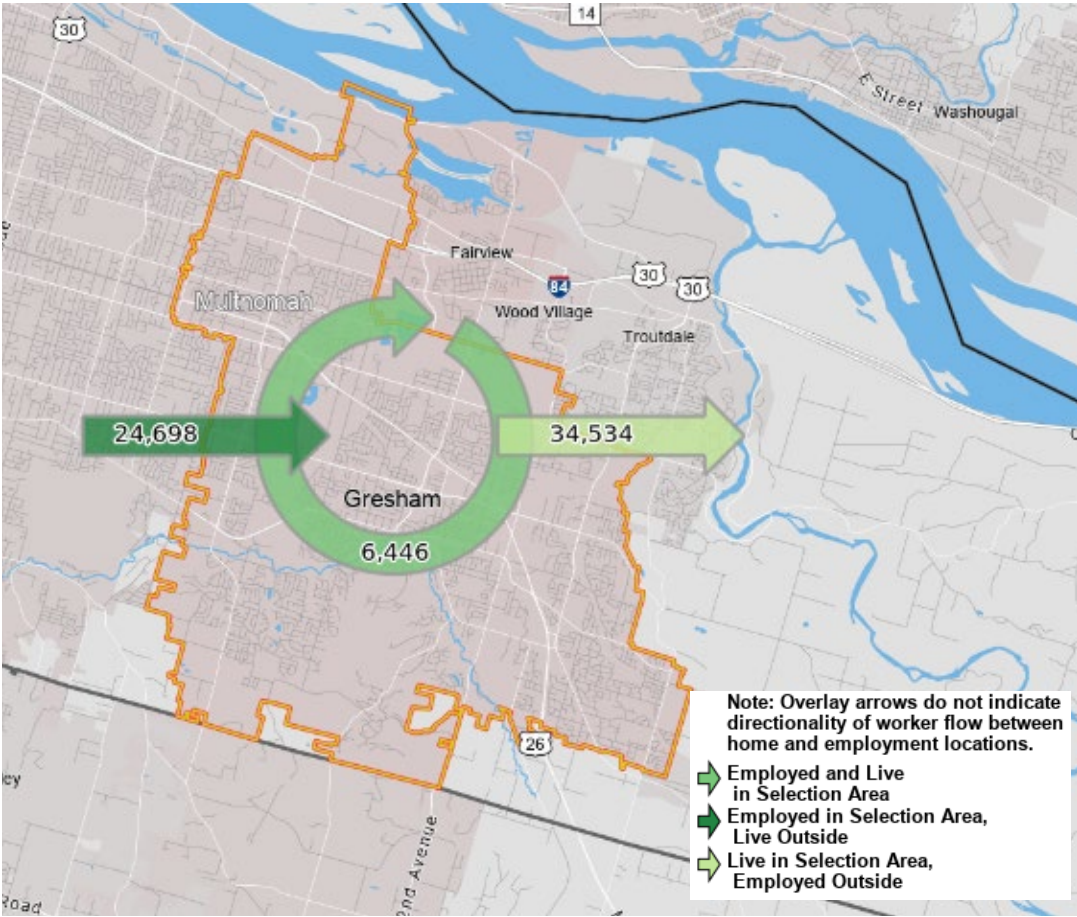 30
14
E Street
Washougal
Fairview
84
30
30
Multnomah
Wood Village
Troutdale
24,698
34,534
Gresham
6,446
26
Note: Overlay arrows do not indicate
directionality of worker flow between
home and employment locations.
Employed and Live
in Selection Area
Employed in Selection Area,
Live Outside
Live in Selection Area,
Employed Outside
ley
nd Avenue
Road